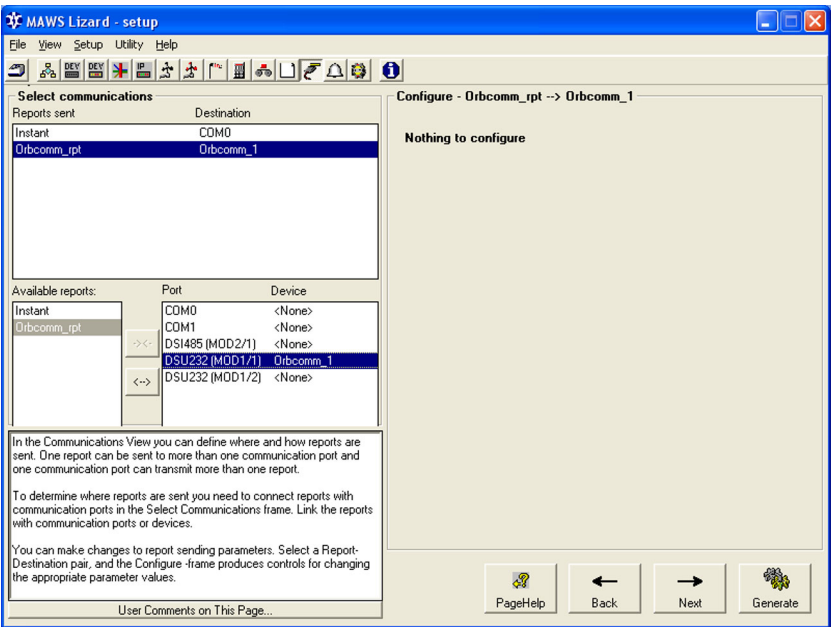 MAWS Lizard - setup
File View Setup Utility Help
DEV DEV IP
Select communications
Reports sent Destination
Instant COM0
Orbcomm_rpt Orbcomm_1
Available reports:
Instant
Orbcomm_rpt
->< -
<-->
Port Device
COM0 <None>
COM1 <None>
DSI485 (MOD2/1) <None>
DSU232 (MOD1/1) Orbcomm_1
DSU232 (MOD1/2) <None>
In the Communications View you can define where and how reports are
sent. One report can be sent to more than one communication port and
one communication port can transmit more than one report.
To determine where reports are sent you need to connect reports with
communication ports in the Select Communications frame. Link the reports
with communication ports or devices.
You can make changes to report sending parameters. Select a Report-
Destination pair, and the Configure -frame produces controls for changing
the appropriate parameter values.
User Comments on This Page...
Configure - Orbcomm_rpt --> Orbcomm_1
Nothing to configure
PageHelp
Back
Next
Generate